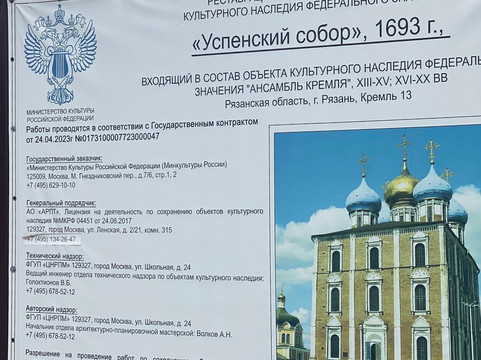 КУЛЬТУРНОГО НАСЛЕДИЯ ФЕДЕРАЛЬНОГО
«Успенский собор», 1693 г.,
ВХОДЯЩИЙ В СОСТАВ ОБЪЕКТА КУЛЬТУРНОГО НАСЛЕДИЯ ФЕДЕРАЛЬ
ЗНАЧЕНИЯ "АНСАМБЛЬ КРЕМЛЯ", XIII-XV; XVI-XX ВВ
Рязанская область, г. Рязань, Кремль 13
МИНИСТЕРСТВО КУЛЬТУРЫ
РОССИЙСКОЙ ФЕДЕРАЦИИ
Работы проводятся в соответствии с Государственным контрактом
от 24.04.2023г №0173100007723000047
Государственный заказчик:
«Министерство Культуры Российской Федерации (Минкультуры России)
125009, Москва, М. Гнездниковский пер., д.7/6, стр.1, 2
+7 (495) 629-10-10
Генеральный подрядчик:
АО «АРПТ», Лицензия на деятельность по сохранению объектов культурного
наследия №МКРФ 04451 от 24.08.2017
129327, город Москва, ул. Ленская, д. 2/21, комн. 315
+7 (495) 134-26-47
Технический надзор:
ФГУП «ЦНРПМ» 129327, город Москва, ул. Школьная, д. 24
Ведущий инженер отдела технического надзора по объектам культурного наследия:
Голоктионов В.Б.
+7 (495) 678-52-12
Авторский надзор:
ФГУП «ЦНРПМ» 129327, город Москва, ул. Школьная, д. 24
Начальник отдела архитектурно-планировочной мастерской: Волков А.Н.
+7 (495) 678-52-12
Разрешение на проведение работ по